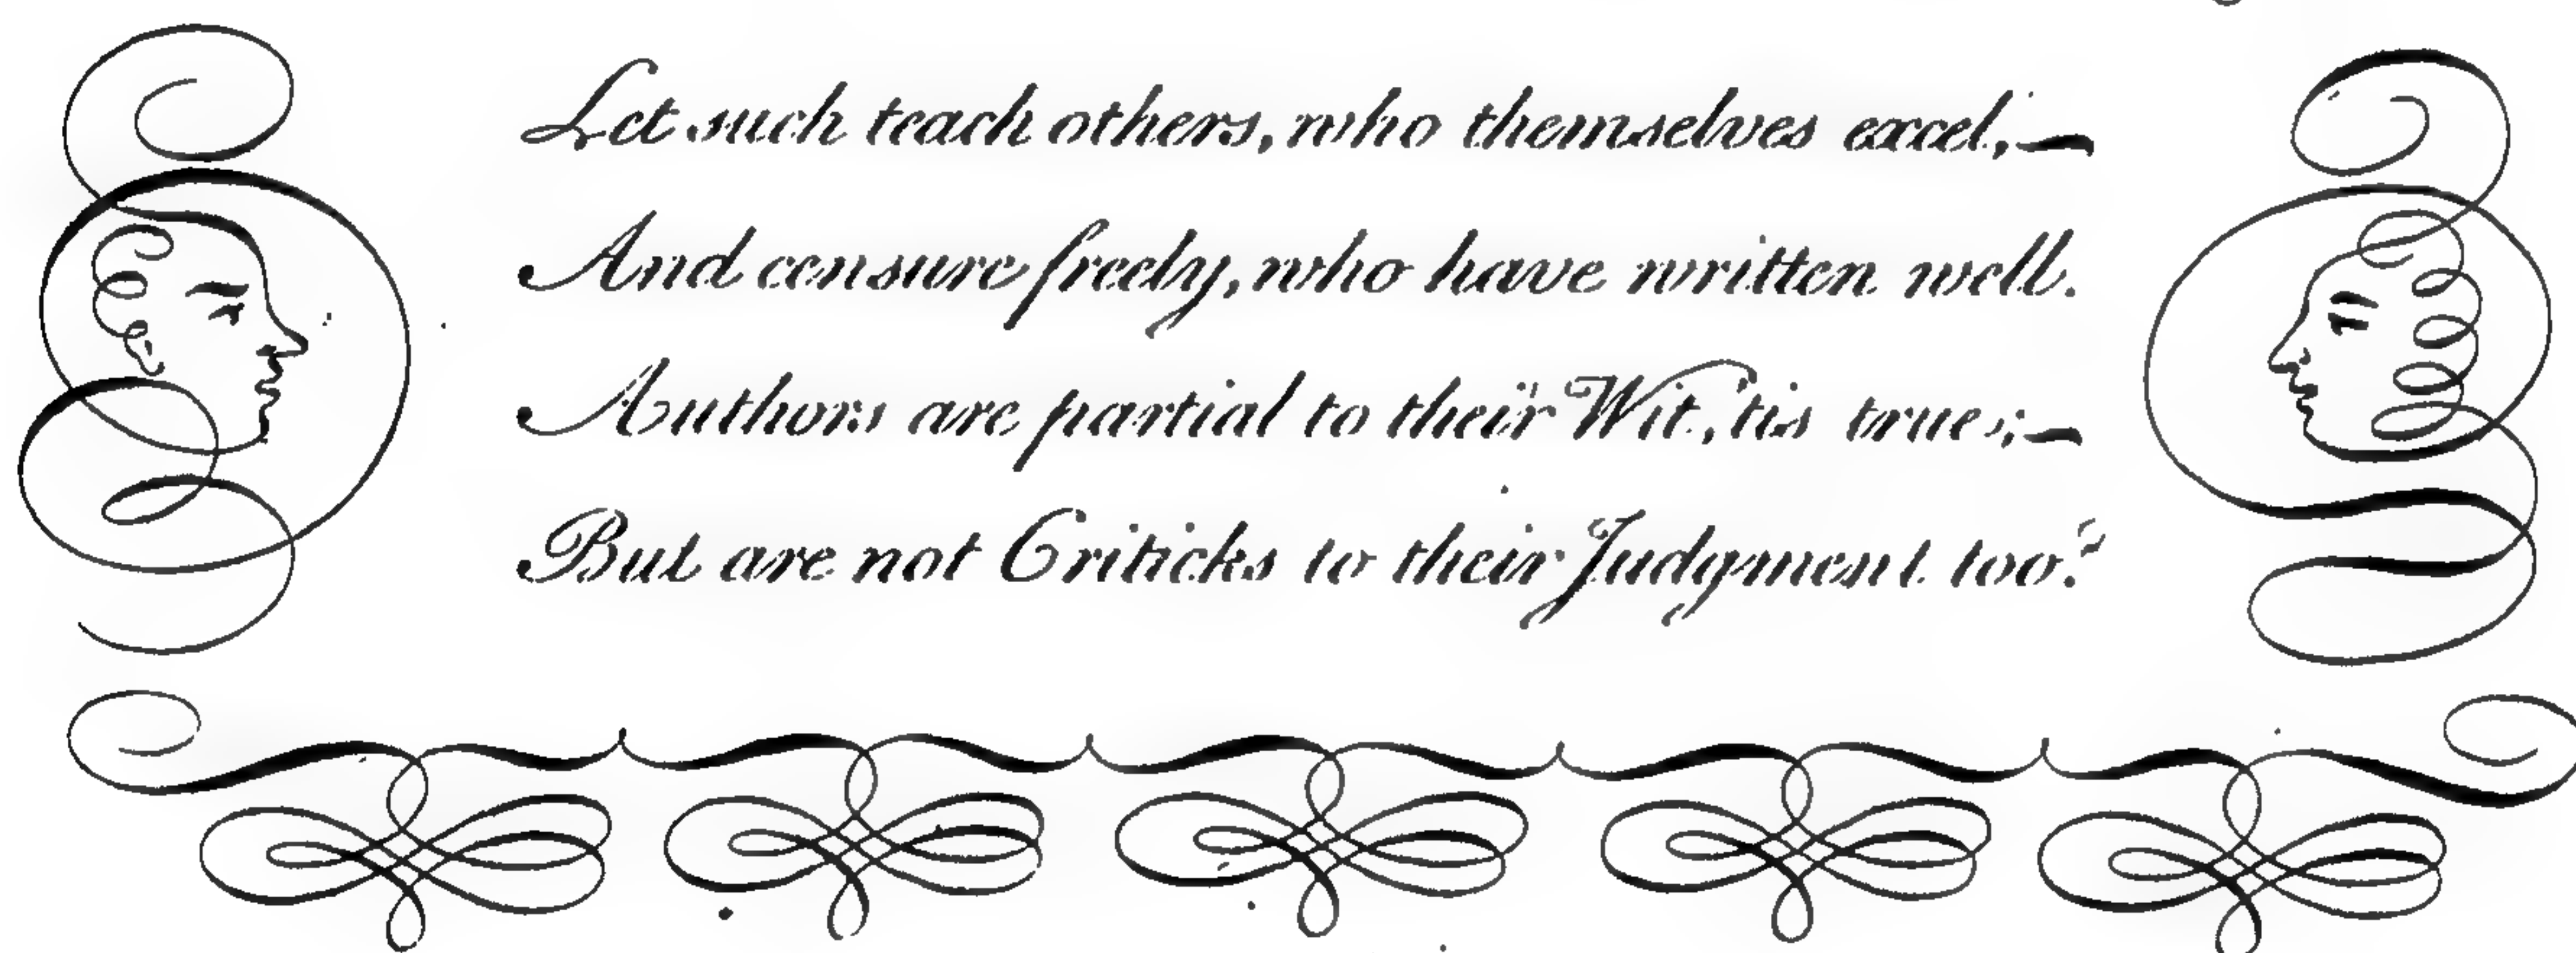 Let such teach others, who themselves excel,—
And censure freely, who have written well.
Authors are partial to their Wit, 'tis true;—
But are not Criticks to their Judgment too?